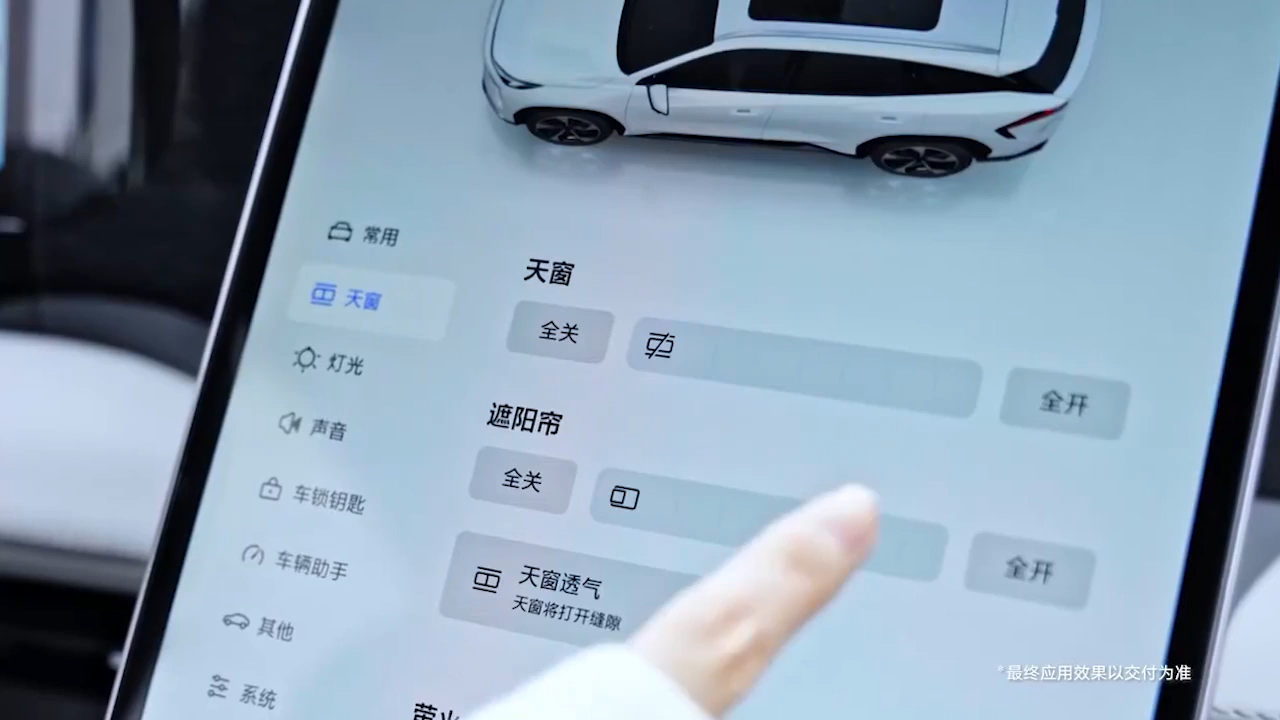 常用
天窗
灯光
声音
车锁钥匙
车辆助手
其他
系统
天窗
全关
全开
遮阳帘
全关
全开
天窗透气
天窗将打开缝隙
*最终应用效果以交付为准